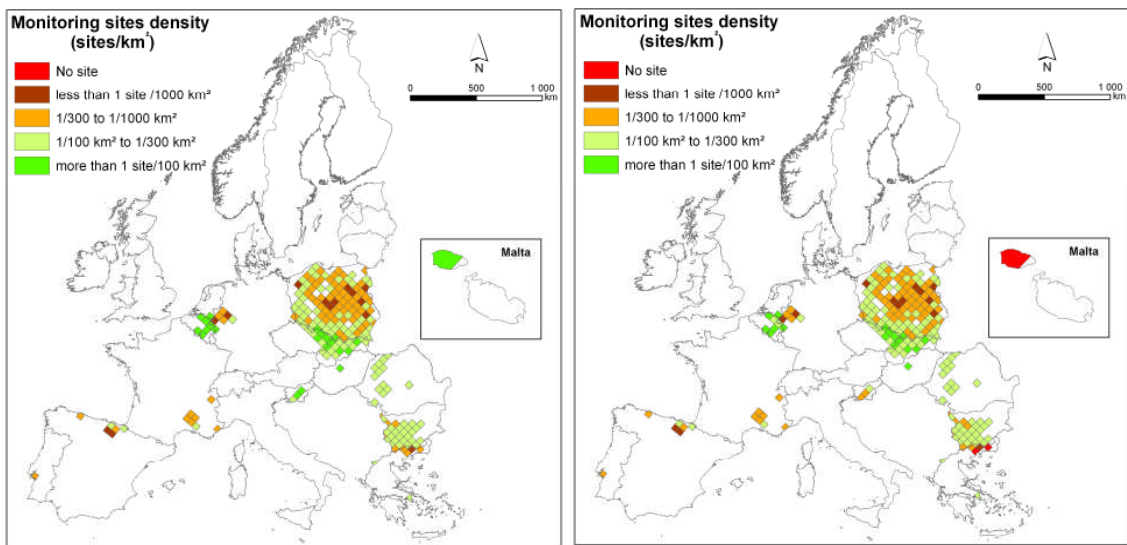 Monitoring sites density
(sites/km²)
No site
less than 1 site /1000 km²
1/300 to 1/1000 km²
1/100 km² to 1/300 km²
more than 1 site/100 km²
N
0 500 1 000
km
Malta
Monitoring sites density
(sites/km²)
No site
less than 1 site /1000 km²
1/300 to 1/1000 km²
1/100 km² to 1/300 km²
more than 1 site/100 km²
N
0 500 1 000
km
Malta